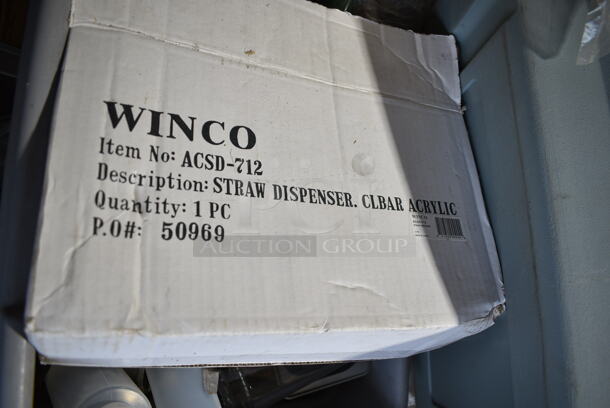 WINCO
Item No: ACSD-712
Description: STRAW DISPENSER. CLBAR ACRYLIC
Quantity: 1 PC
P.O#: 50969
AUCTION GROUP